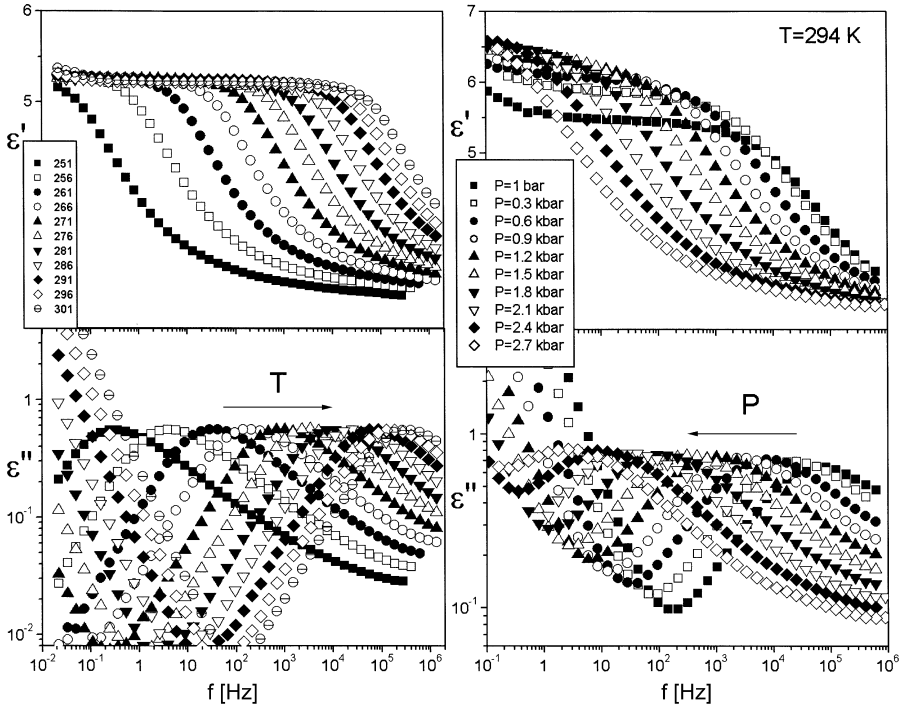 6
5
ε'
251
256
261
266
271
276
281
286
291
296
301
7
6
5
ε'
T=294 K
P=1 bar
P=0.3 kbar
P=0.6 kbar
P=0.9 kbar
P=1.2 kbar
P=1.5 kbar
P=1.8 kbar
P=2.1 kbar
P=2.4 kbar
P=2.7 kbar
1
10⁻¹
10⁻²
ε"
T
10⁻² 10⁻¹ 1 10¹ 10² 10³ 10⁴ 10⁵ 10⁶
f [Hz]
1
10⁻¹
ε"
P
10⁻¹ 1 10¹ 10² 10³ 10⁴ 10⁵ 10⁶
f [Hz]